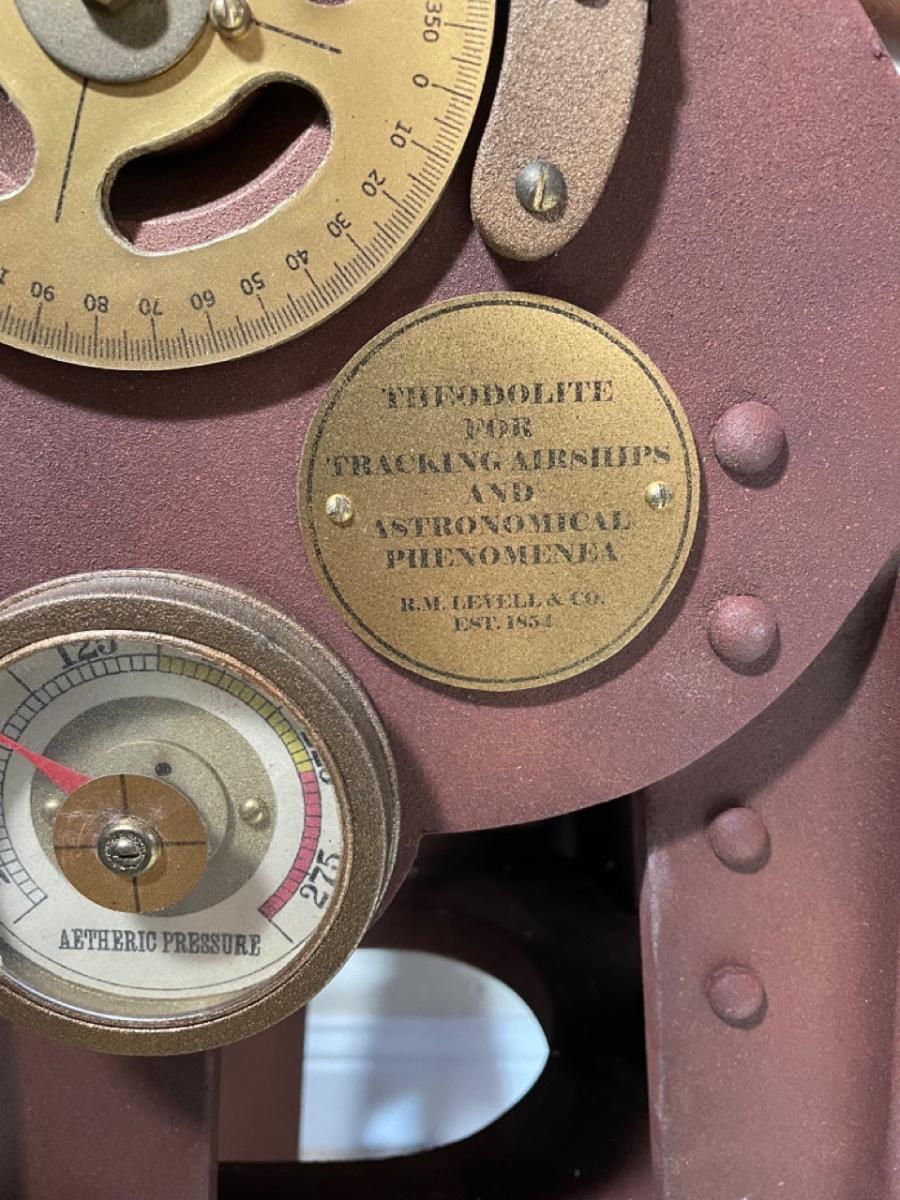 350
0
10
20
30
40
50
60
70
80
90
THEODOLITE
FOR
TRACKING AIRSHIPS
AND
ASTRONOMICAL
PHENOMENEA
R.M. LEVELL & CO.
EST. 1854
125
275
AETHERIC PRESSURE